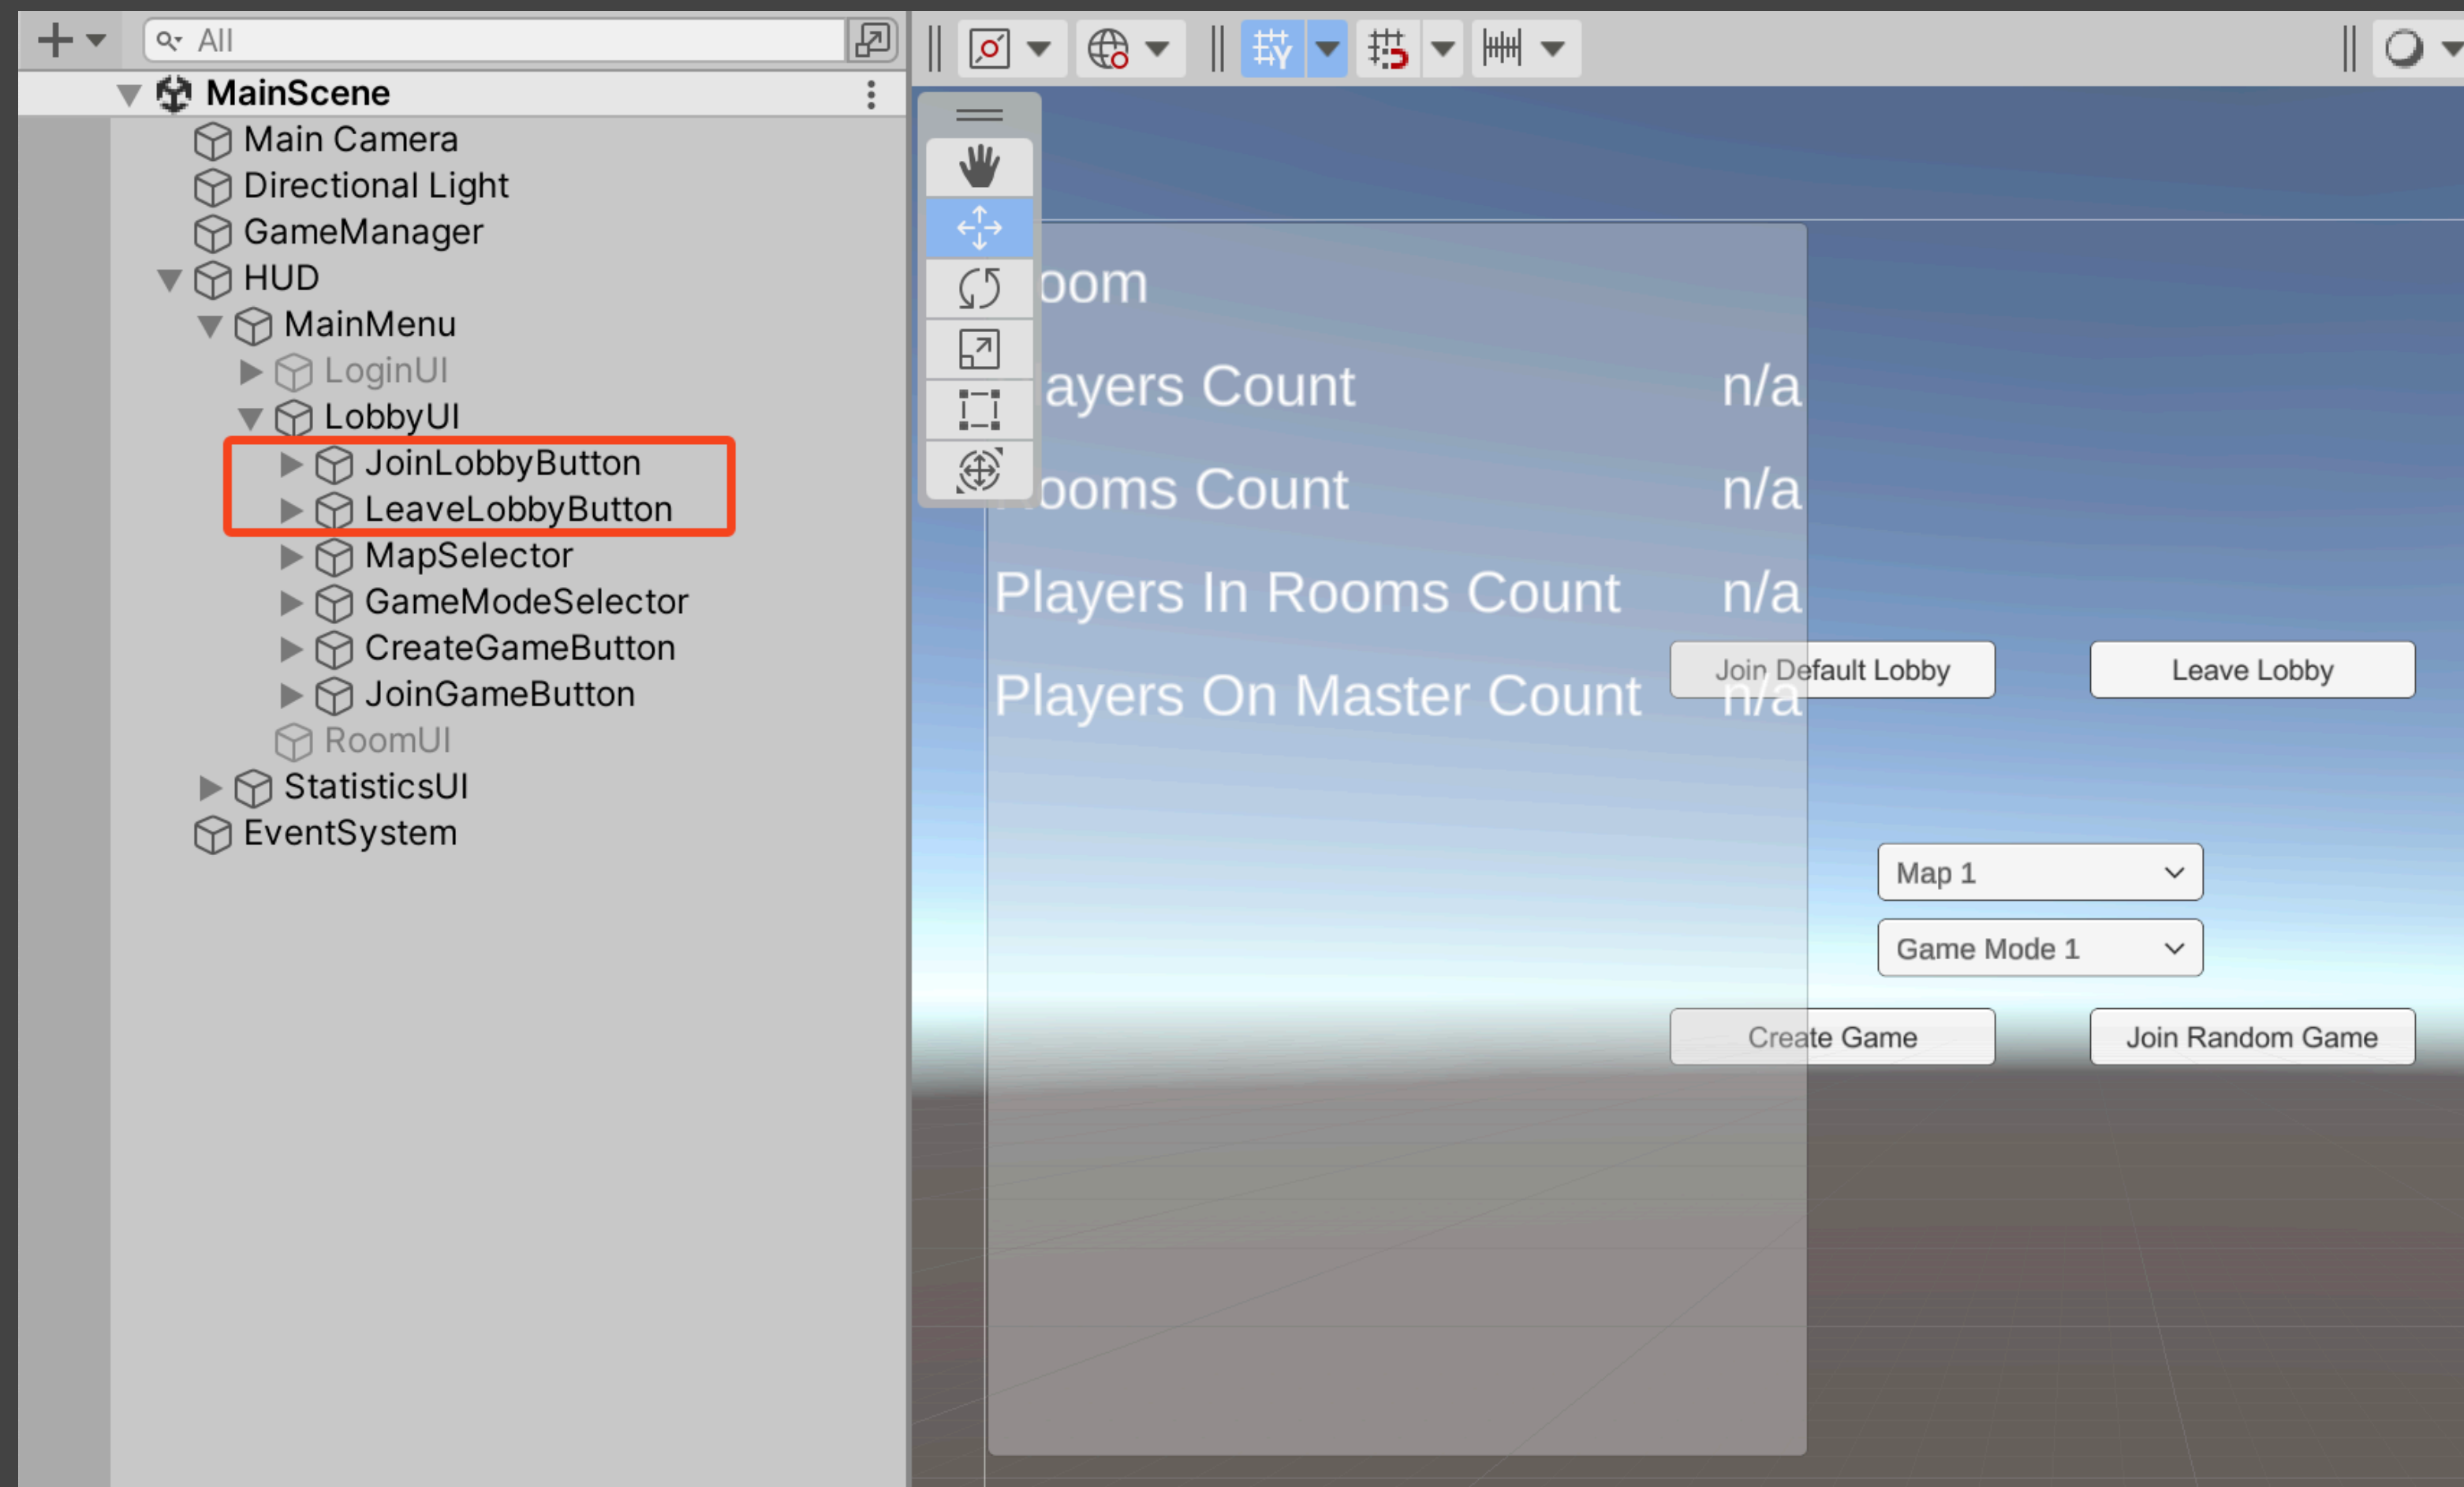 All
MainScene
Main Camera
Directional Light
GameManager
HUD
MainMenu
LoginUI
LobbyUI
JoinLobbyButton
LeaveLobbyButton
MapSelector
GameModeSelector
CreateGameButton
JoinGameButton
RoomUI
StatisticsUI
EventSystem
oom
ayers Count n/a
ooms Count n/a
Players In Rooms Count n/a
Players On Master Count n/a
Join Default Lobby
Leave Lobby
Map 1
Game Mode 1
Create Game
Join Random Game